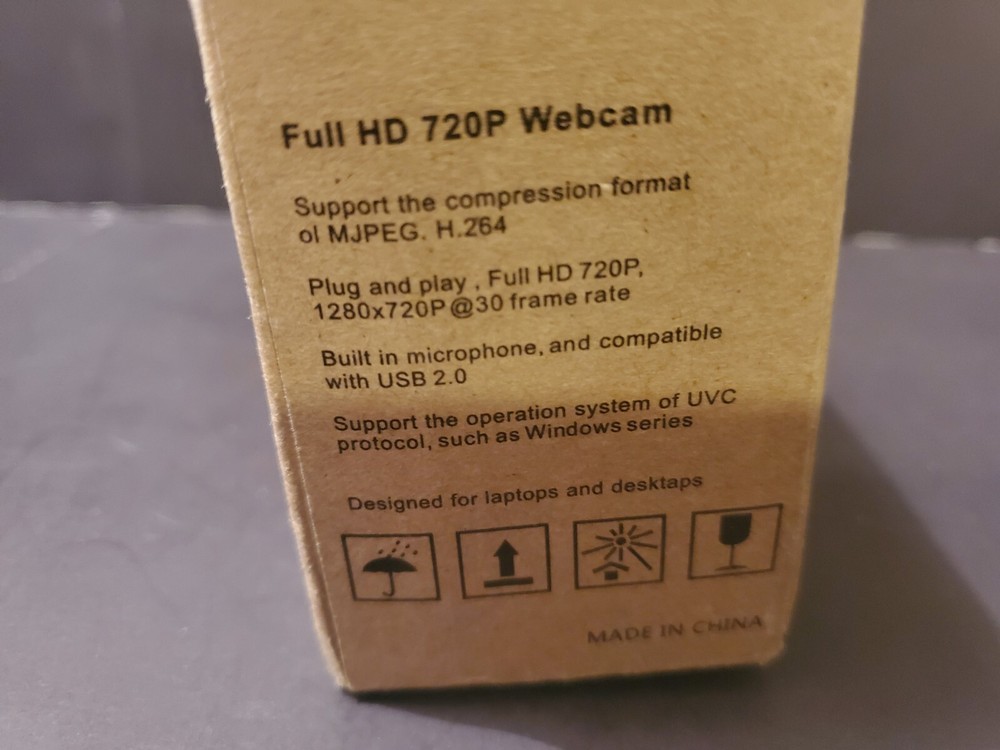 Full HD 720P Webcam
Support the compression format
ol MJPEG. H.264
Plug and play , Full HD 720P,
1280x720P@30 frame rate
Built in microphone, and compatible
with USB 2.0
Support the operation system of UVC
protocol, such as Windows series
Designed for laptops and desktaps
MADE IN CHINA